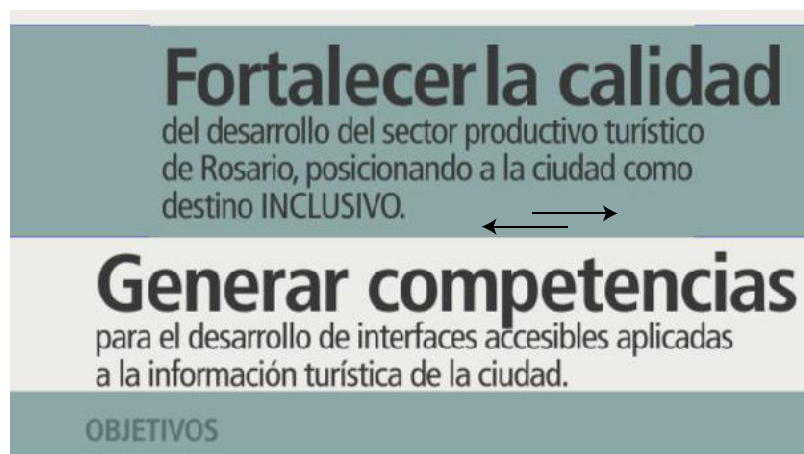 Fortalecer la calidad
del desarrollo del sector productivo turístico
de Rosario, posicionando a la ciudad como
destino INCLUSIVO.
Generar competencias
para el desarrollo de interfaces accesibles aplicadas
a la información turística de la ciudad.
OBJETIVOS